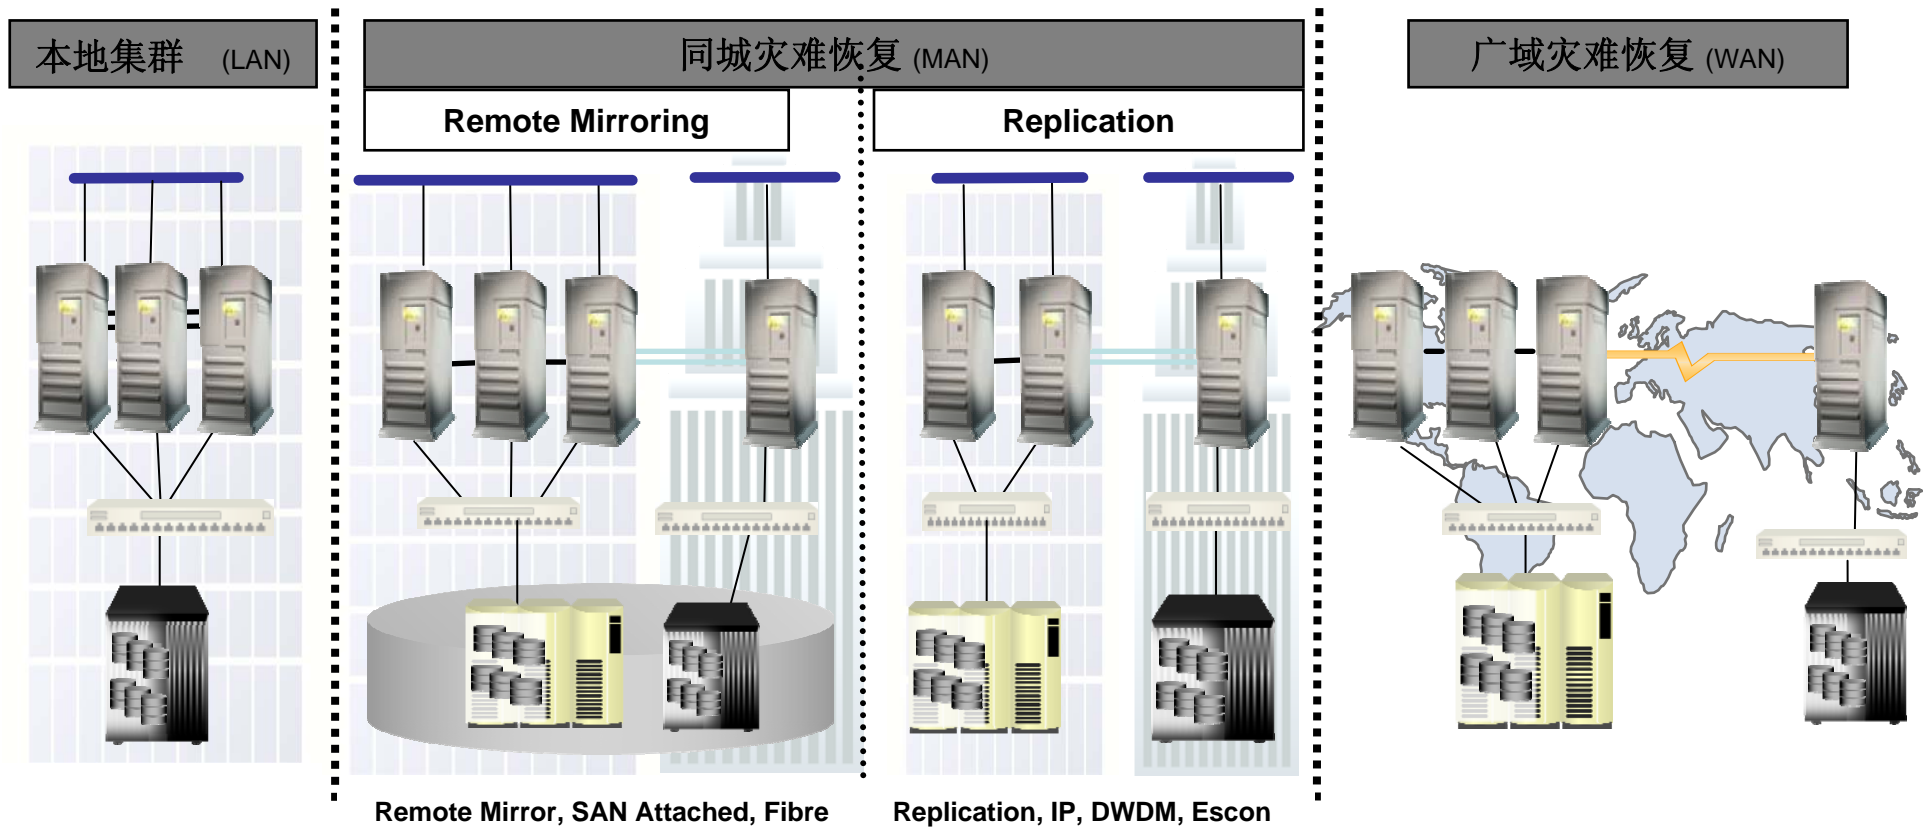 本地集群 (LAN)
同城灾难恢复 (MAN)
广域灾难恢复 (WAN)
Remote Mirroring
Replication
Remote Mirror, SAN Attached, Fibre
Replication, IP, DWDM, Escon